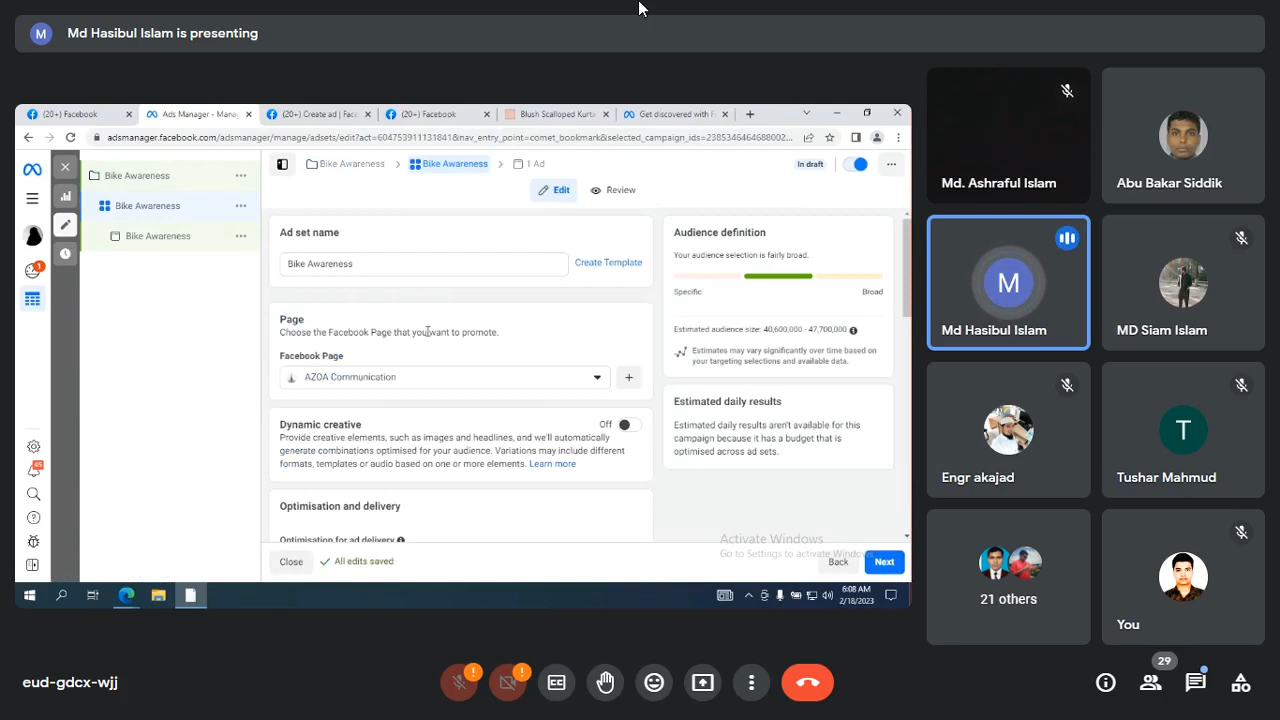 M
Md Hasibul Islam is presenting
(20+) Facebook
Ads Manager - Mana
(20+) Create ad | Face
(20+) Facebook
Blush Scalloped Kurta
Get discovered with F
adsmanager.facebook.com/adsmanager/manage/adsets/edit?act=604753911131841&nav_entry_point=comet_bookmark&selected_campaign_ids=2385346464688002...
Bike Awareness
Bike Awareness
Bike Awareness
1
45
Bike Awareness
Bike Awareness
1 Ad
In draft
Edit
Review
Ad set name
Bike Awareness
Create Template
Page
Choose the Facebook Page that you want to promote.
Facebook Page
AZOA Communication
Dynamic creative
Off
Provide creative elements, such as images and headlines, and we'll automatically
generate combinations optimised for your audience. Variations may include different
formats, templates or audio based on one or more elements. Learn more
Optimisation and delivery
Optimisation for ad delivery
Close
All edits saved
Back
Next
Audience definition
Your audience selection is fairly broad.
Specific
Broad
Estimated audience size: 40,600,000 - 47,700,000
Estimates may vary significantly over time based on
your targeting selections and available data.
Estimated daily results
Estimated daily results aren't available for this
campaign because it has a budget that is
optimised across ad sets.
Activate Windows
Go to Settings to activate Windows.
6:08 AM
2/18/2023
Md. Ashraful Islam
Abu Bakar Siddik
M
Md Hasibul Islam
MD Siam Islam
Engr akajad
T
Tushar Mahmud
21 others
You
eud-gdcx-wjj
CC
29